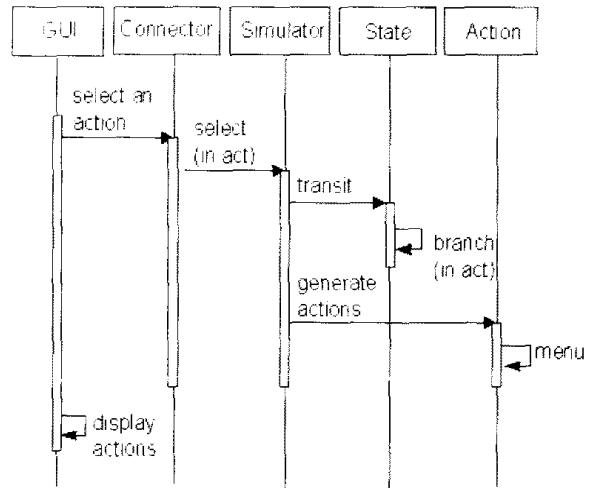 GUI
Connector
Simulator
State
Action
select an
action
select
(in act)
transit
branch
(in act)
generate
actions
menu
display
actions